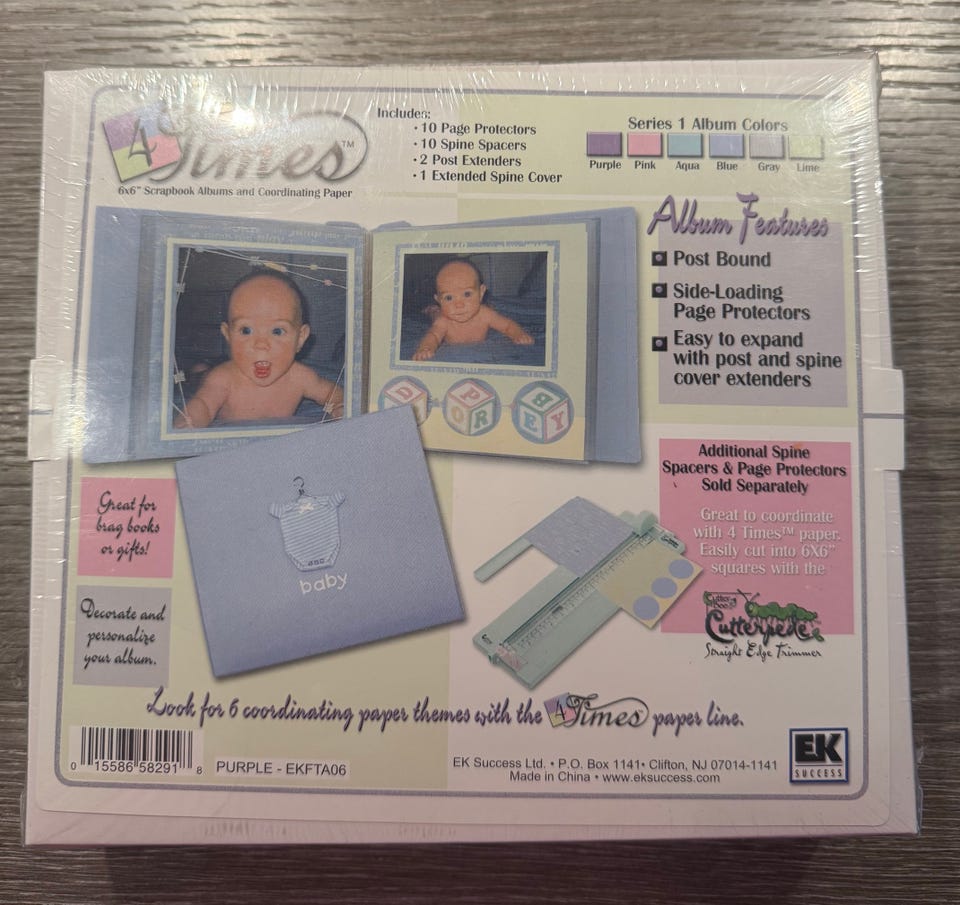 4 Times™
6x6" Scrapbook Albums and Coordinating Paper
Includes:
• 10 Page Protectors
• 10 Spine Spacers
• 2 Post Extenders
• 1 Extended Spine Cover
Series 1 Album Colors
Purple Pink Aqua Blue Gray Lime
Album Features
Post Bound
Side-Loading
Page Protectors
Easy to expand
with post and spine
cover extenders
D P O R E Y
baby
Great for
brag books
or gifts!
Decorate and
personalize
your album.
Additional Spine
Spacers & Page Protectors
Sold Separately
Great to coordinate
with 4 Times™ paper.
Easily cut into 6X6"
squares with the
Cutter
Bee
Cutterpede
Straight Edge Trimmer
Look for 6 coordinating paper themes with the 4 Times paper line.
0 15586 58291 8
PURPLE - EKFTA06
EK Success Ltd. • P.O. Box 1141 • Clifton, NJ 07014-1141
Made in China • www.eksuccess.com
EK
SUCCESS